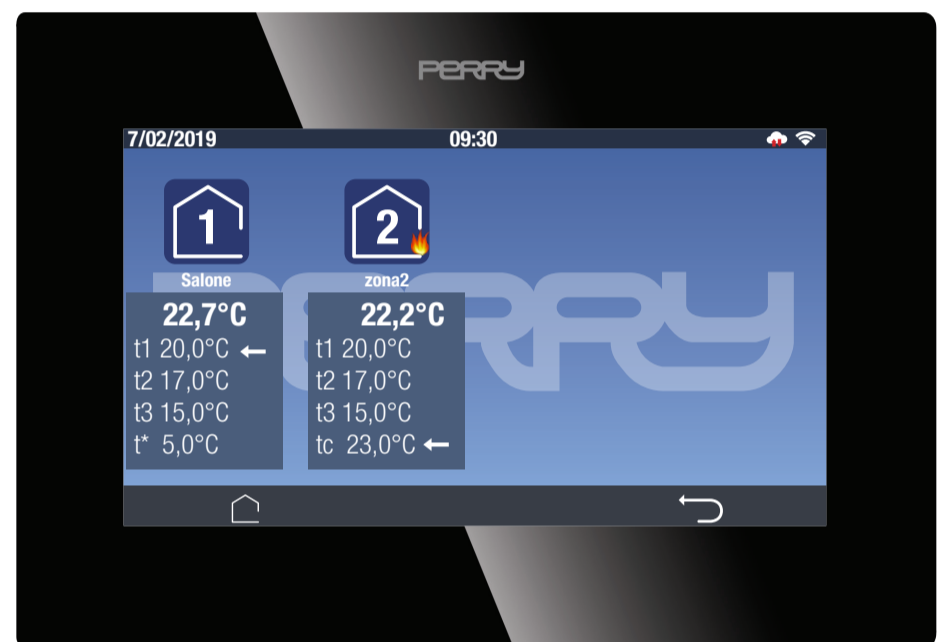 PERRY
7/02/2019 09:30
1 2
Salone zona2
22,7°C 22,2°C
t1 20,0°C ← t1 20,0°C
t2 17,0°C t2 17,0°C
t3 15,0°C t3 15,0°C
t* 5,0°C tc 23,0°C ←
PERRY